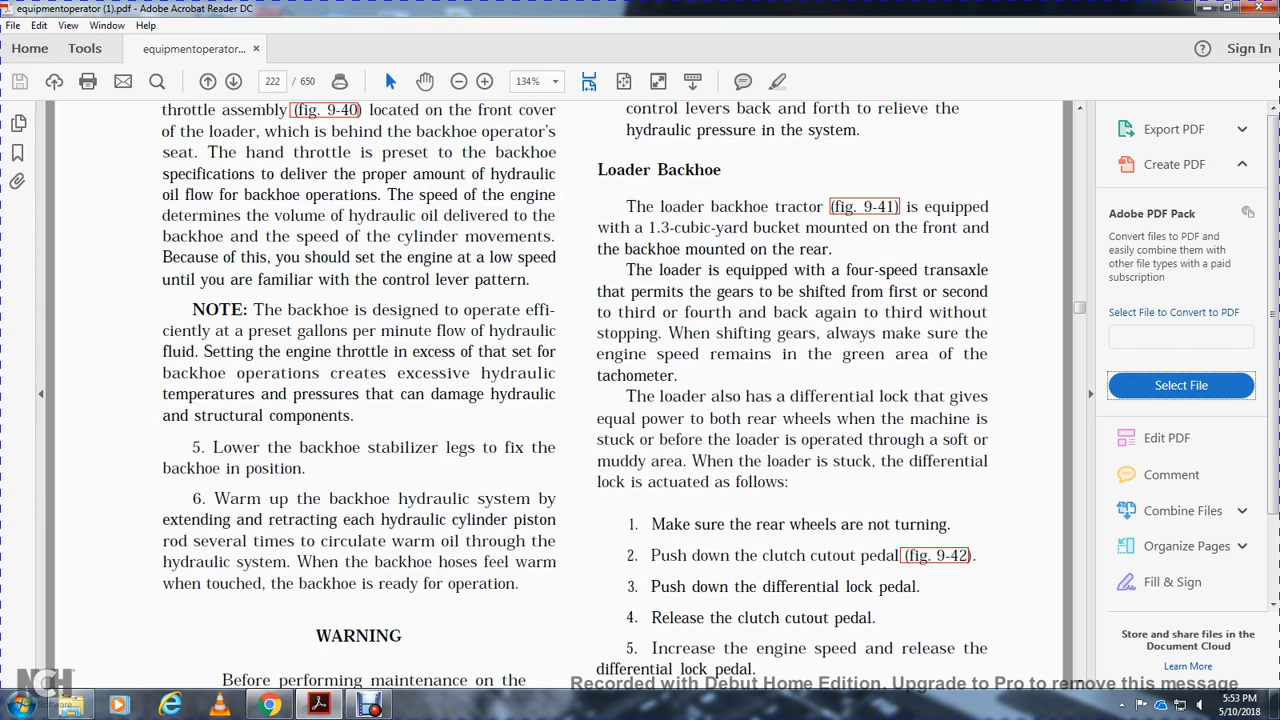 equipmentoperator (1).pdf - Adobe Acrobat Reader DC
File Edit View Window Help
Home Tools equipmentoperator... × Sign In
222 / 650 134%
throttle assembly (fig. 9-40) located on the front cover
of the loader, which is behind the backhoe operator's
seat. The hand throttle is preset to the backhoe
specifications to deliver the proper amount of hydraulic
oil flow for backhoe operations. The speed of the engine
determines the volume of hydraulic oil delivered to the
backhoe and the speed of the cylinder movements.
Because of this, you should set the engine at a low speed
until you are familiar with the control lever pattern.
NOTE: The backhoe is designed to operate effi-
ciently at a preset gallons per minute flow of hydraulic
fluid. Setting the engine throttle in excess of that set for
backhoe operations creates excessive hydraulic
temperatures and pressures that can damage hydraulic
and structural components.
5. Lower the backhoe stabilizer legs to fix the
backhoe in position.
6. Warm up the backhoe hydraulic system by
extending and retracting each hydraulic cylinder piston
rod several times to circulate warm oil through the
hydraulic system. When the backhoe hoses feel warm
when touched, the backhoe is ready for operation.
WARNING
Before performing maintenance on the
control levers back and forth to relieve the
hydraulic pressure in the system.
Loader Backhoe
The loader backhoe tractor (fig. 9-41) is equipped
with a 1.3-cubic-yard bucket mounted on the front and
the backhoe mounted on the rear.
The loader is equipped with a four-speed transaxle
that permits the gears to be shifted from first or second
to third or fourth and back again to third without
stopping. When shifting gears, always make sure the
engine speed remains in the green area of the
tachometer.
The loader also has a differential lock that gives
equal power to both rear wheels when the machine is
stuck or before the loader is operated through a soft or
muddy area. When the loader is stuck, the differential
lock is actuated as follows:
1. Make sure the rear wheels are not turning.
2. Push down the clutch cutout pedal (fig. 9-42).
3. Push down the differential lock pedal.
4. Release the clutch cutout pedal.
5. Increase the engine speed and release the
differential lock pedal.
Export PDF
Create PDF
Adobe PDF Pack
Convert files to PDF and
easily combine them with
other file types with a paid
subscription
Select File to Convert to PDF
Select File
Edit PDF
Comment
Combine Files
Organize Pages
Fill & Sign
Store and share files in the
Document Cloud
Learn More
NCH Software
Recorded with Debut Home Edition. Upgrade to Pro to remove this message
5:53 PM
5/10/2018